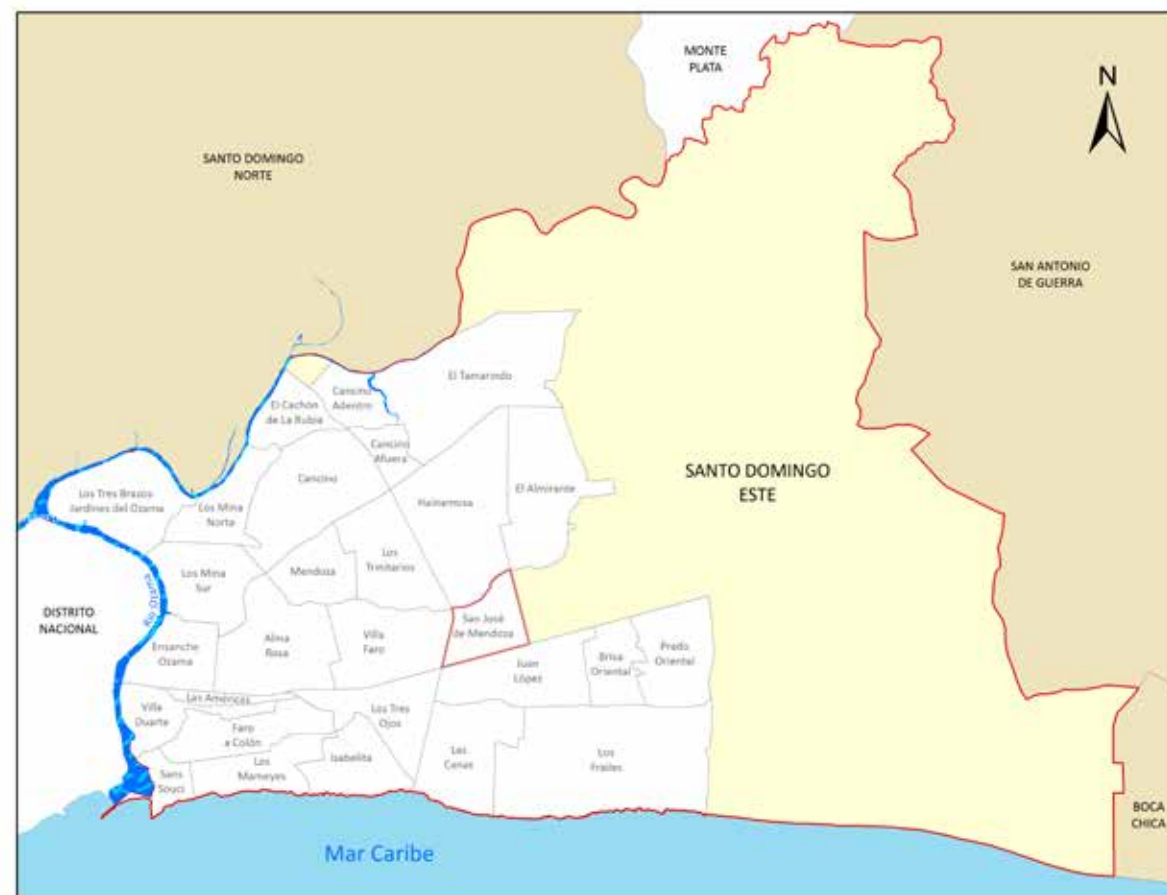 MONTE
PLATA
N
SANTO DOMINGO
NORTE
SAN ANTONIO
DE GUERRA
El Tamarindo
Cancino
Adentro
El Cachón
de La Rubia
Cancino
Afuera
Cancino
Hainamosa
El Almirante
SANTO DOMINGO
ESTE
Los Tres Brazos
Jardines del Ozama
Los Mina
Norte
Los Mina
Sur
Mendoza
Los
Trinitarios
Río Ozama
DISTRITO
NACIONAL
San José
de Mendoza
Ensanche
Ozama
Alma
Rosa
Villa
Faro
Juan
López
Brisa
Oriental
Prado
Oriental
Las Américas
Villa
Duarte
Los Tres
Ojos
Faro
a Colón
Isabelita
Los
Mameyes
Sans
Souci
Las
Los
Frailes
BOCA
CHICA
Mar Caribe